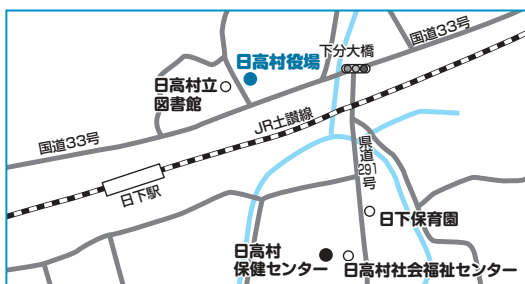 国道33号
下分大橋
日高村役場
日高村立
図書館
JR土讃線
国道33号
県道
291
号
日下駅
日下保育園
日高村
保健センター
日高村社会福祉センター